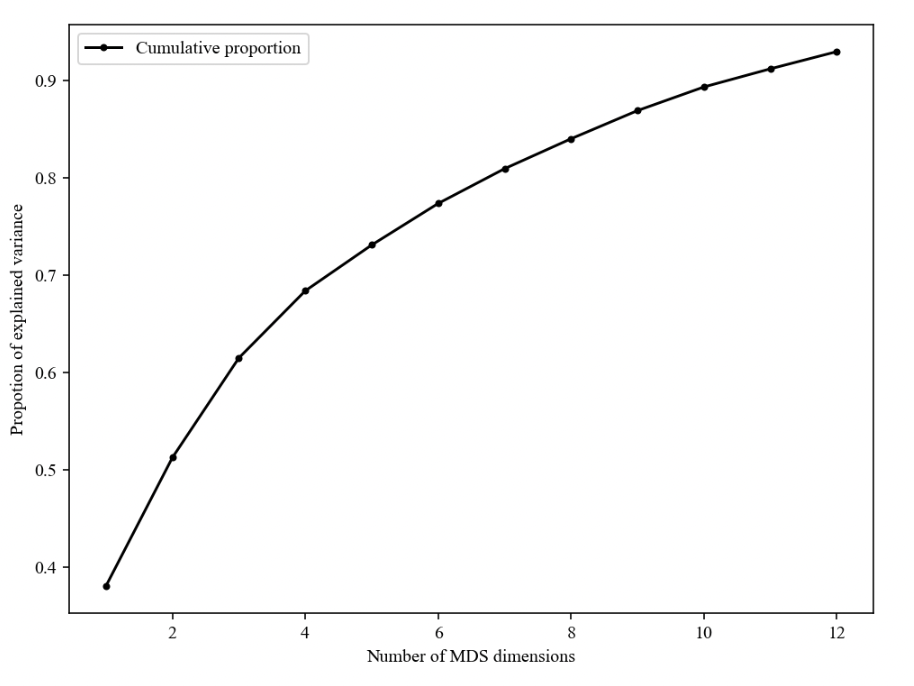 Cumulative proportion
Propotion of explained variance
0.9
0.8
0.7
0.6
0.5
0.4
2 4 6 8 10 12
Number of MDS dimensions